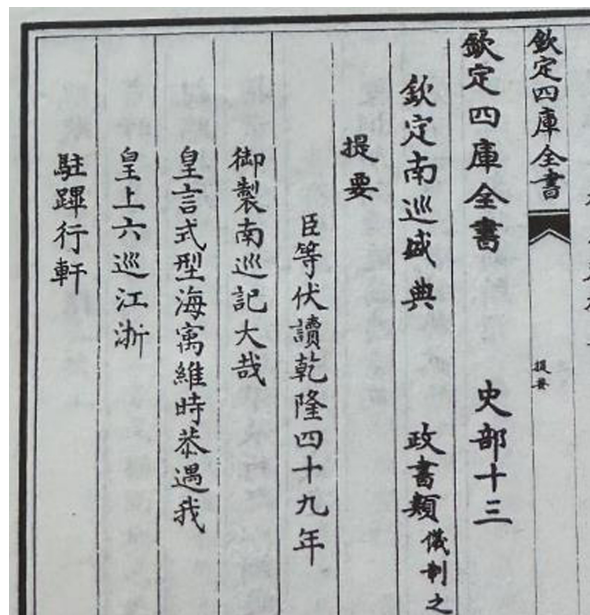 欽定四庫全書
提要
欽定四庫全書 史部十三
欽定南巡盛典 政書類 儀制之
提要
臣等伏讀乾隆四十九年
御製南巡記大哉
皇言式型海寓維時恭遇我
皇上六巡江浙
駐蹕行軒